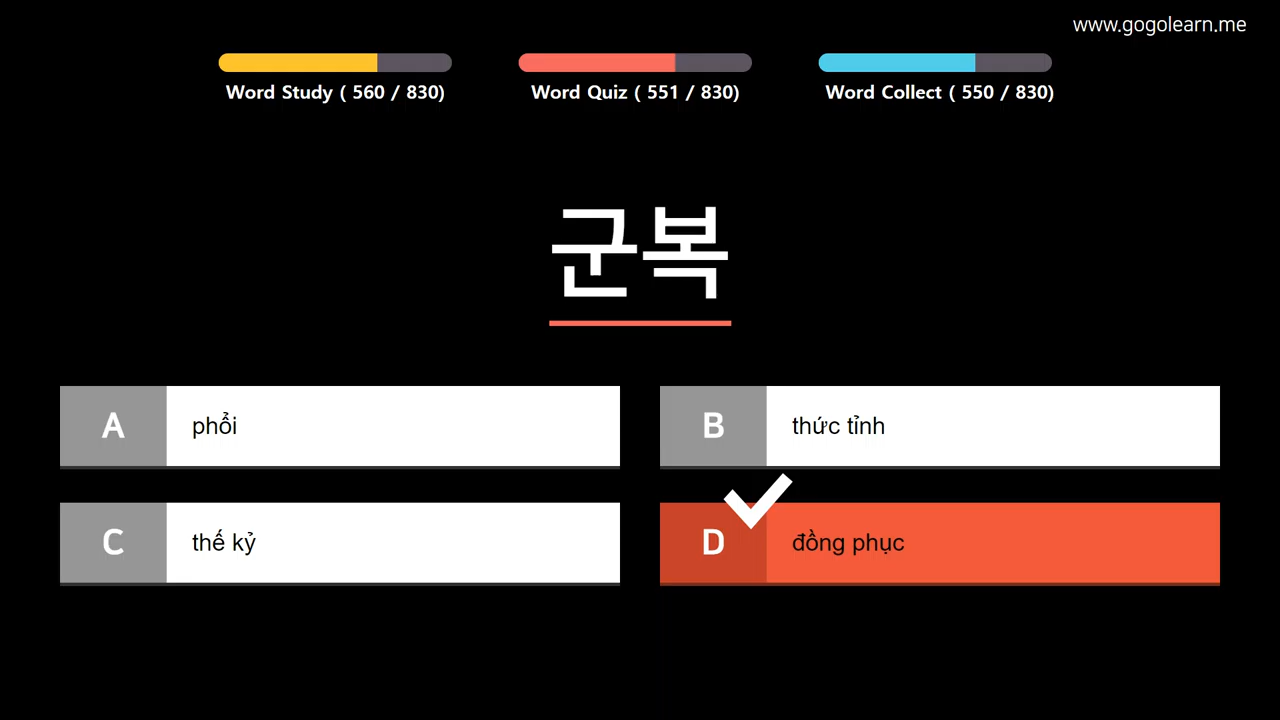 www.gogolearn.me
Word Study ( 560 / 830)
Word Quiz ( 551 / 830)
Word Collect ( 550 / 830)
군복
A phổi
B thức tỉnh
C thế kỷ
D đồng phục